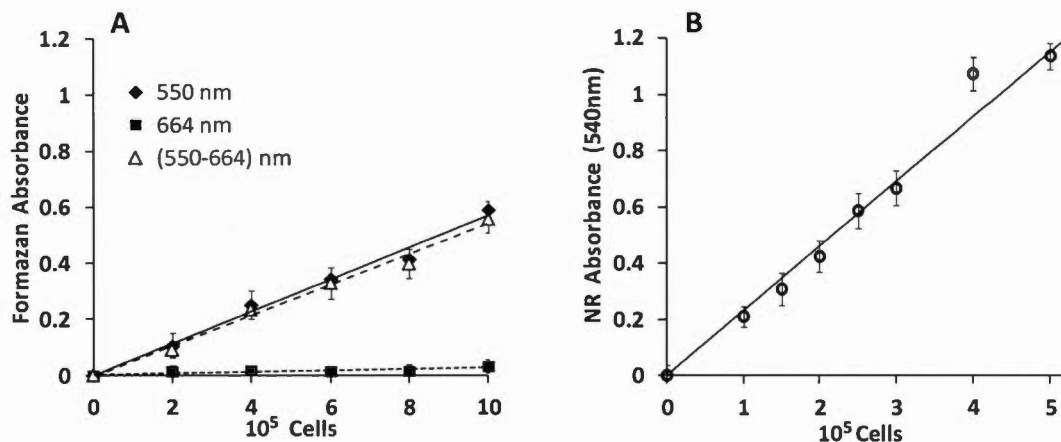 A
Formazan Absorbance
1.2
1
0.8
0.6
0.4
0.2
0
550 nm
664 nm
(550-664) nm
0 2 4 6 8 10
10⁵ Cells
B
NR Absorbance (540nm)
1.2
1
0.8
0.6
0.4
0.2
0
0 1 2 3 4 5
10⁵ Cells